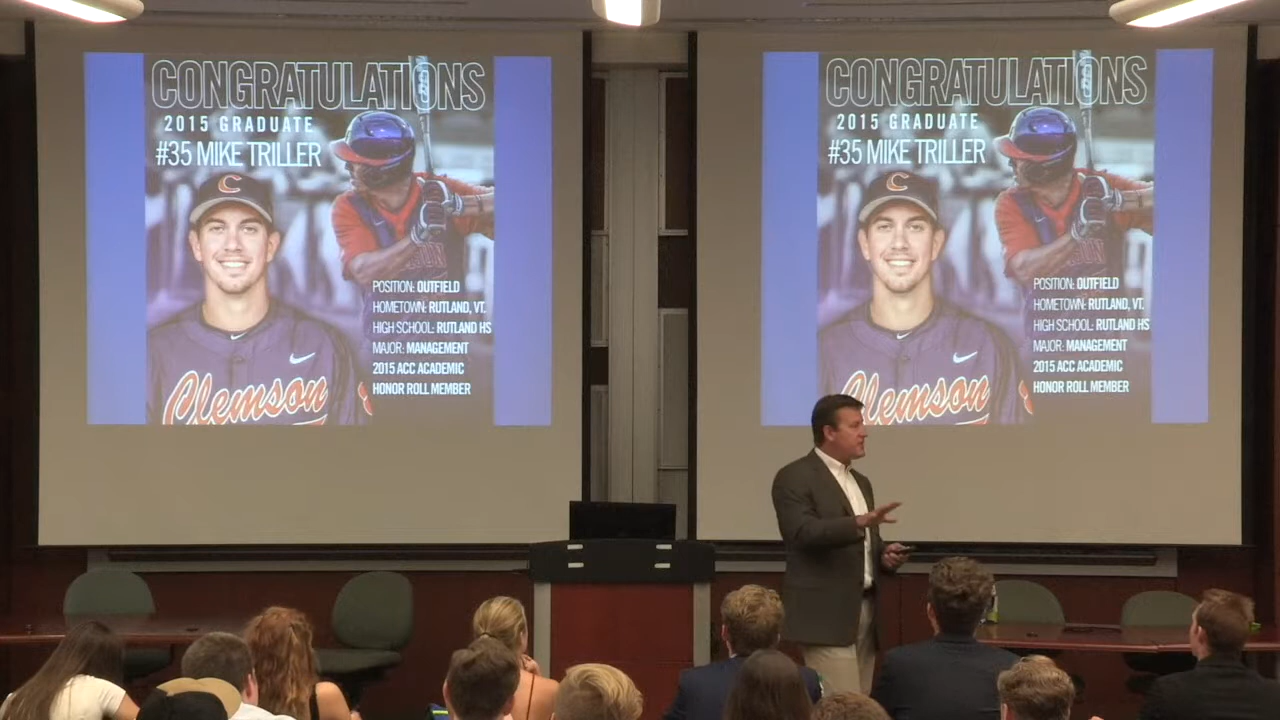 CONGRATULATIONS
2015 GRADUATE
#35 MIKE TRILLER
C
POSITION: OUTFIELD
HOMETOWN: RUTLAND, VT.
HIGH SCHOOL: RUTLAND HS
MAJOR: MANAGEMENT
2015 ACC ACADEMIC
HONOR ROLL MEMBER
Clemson
CONGRATULATIONS
2015 GRADUATE
#35 MIKE TRILLER
C
POSITION: OUTFIELD
HOMETOWN: RUTLAND, VT.
HIGH SCHOOL: RUTLAND HS
MAJOR: MANAGEMENT
2015 ACC ACADEMIC
HONOR ROLL MEMBER
Clemson